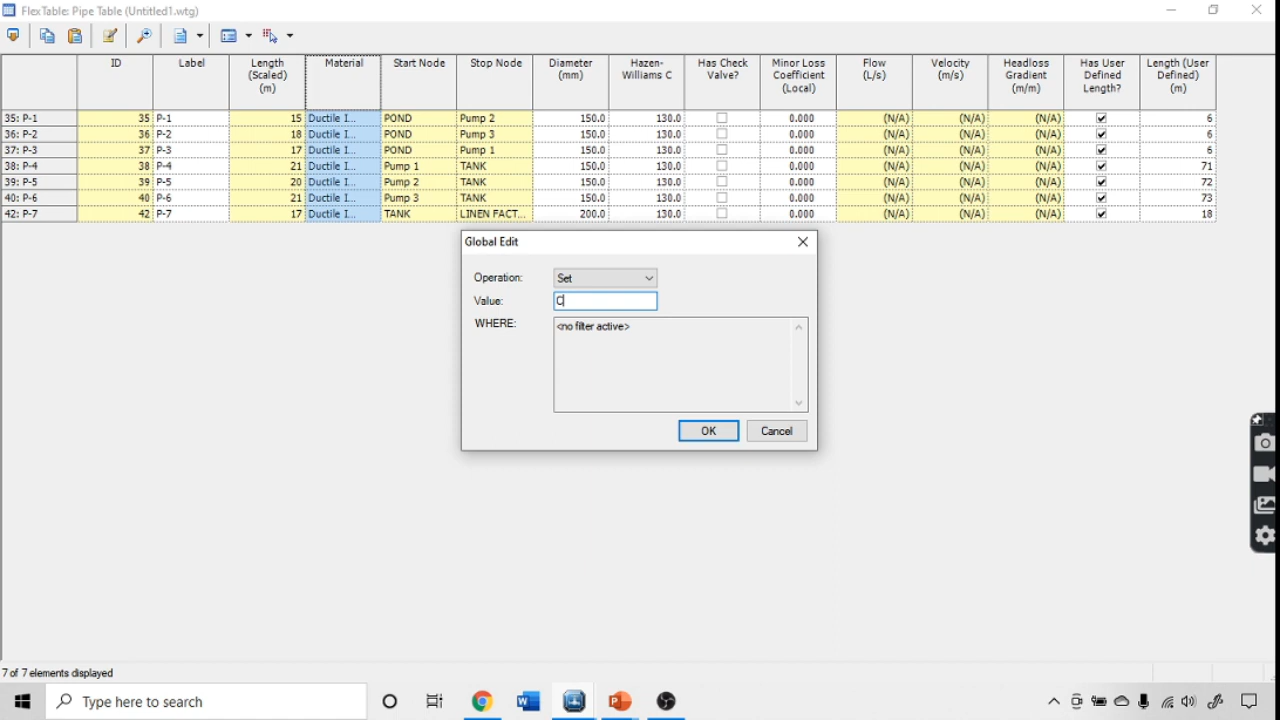 FlexTable: Pipe Table (Untitled1.wtg)
ID Label Length (Scaled) (m) Material Start Node Stop Node Diameter (mm) Hazen-Williams C Has Check Valve? Minor Loss Coefficient (Local) Flow (L/s) Velocity (m/s) Headloss Gradient (m/m) Has User Defined Length? Length (User Defined) (m)
35: P-1 35 P-1 15 Ductile I... POND Pump 2 150.0 130.0 0.000 (N/A) (N/A) (N/A) 6
36: P-2 36 P-2 18 Ductile I... POND Pump 3 150.0 130.0 0.000 (N/A) (N/A) (N/A) 6
37: P-3 37 P-3 17 Ductile I... POND Pump 1 150.0 130.0 0.000 (N/A) (N/A) (N/A) 6
38: P-4 38 P-4 21 Ductile I... Pump 1 TANK 150.0 130.0 0.000 (N/A) (N/A) (N/A) 71
39: P-5 39 P-5 20 Ductile I... Pump 2 TANK 150.0 130.0 0.000 (N/A) (N/A) (N/A) 72
40: P-6 40 P-6 21 Ductile I... Pump 3 TANK 150.0 130.0 0.000 (N/A) (N/A) (N/A) 73
42: P-7 42 P-7 17 Ductile I... TANK LINEN FACT... 200.0 130.0 0.000 (N/A) (N/A) (N/A) 18
Global Edit
Operation: Set
Value: C
WHERE: <no filter active>
OK Cancel
7 of 7 elements displayed
Type here to search